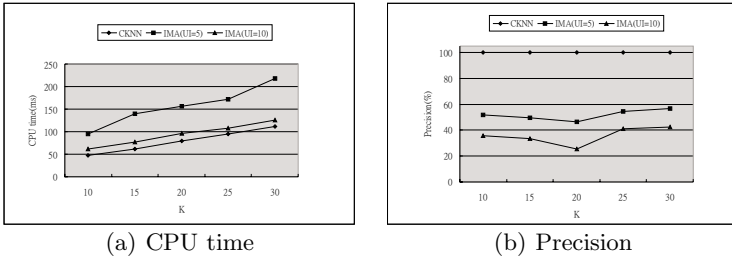 CKNN IMA(UI=5) IMA(UI=10)
250
200
150
100
50
0
CPU time(ms)
10 15 20 25 30
K
(a) CPU time
CKNN IMA(UI=5) IMA(UI=10)
100
80
60
40
20
0
Precision(%)
10 15 20 25 30
K
(b) Precision